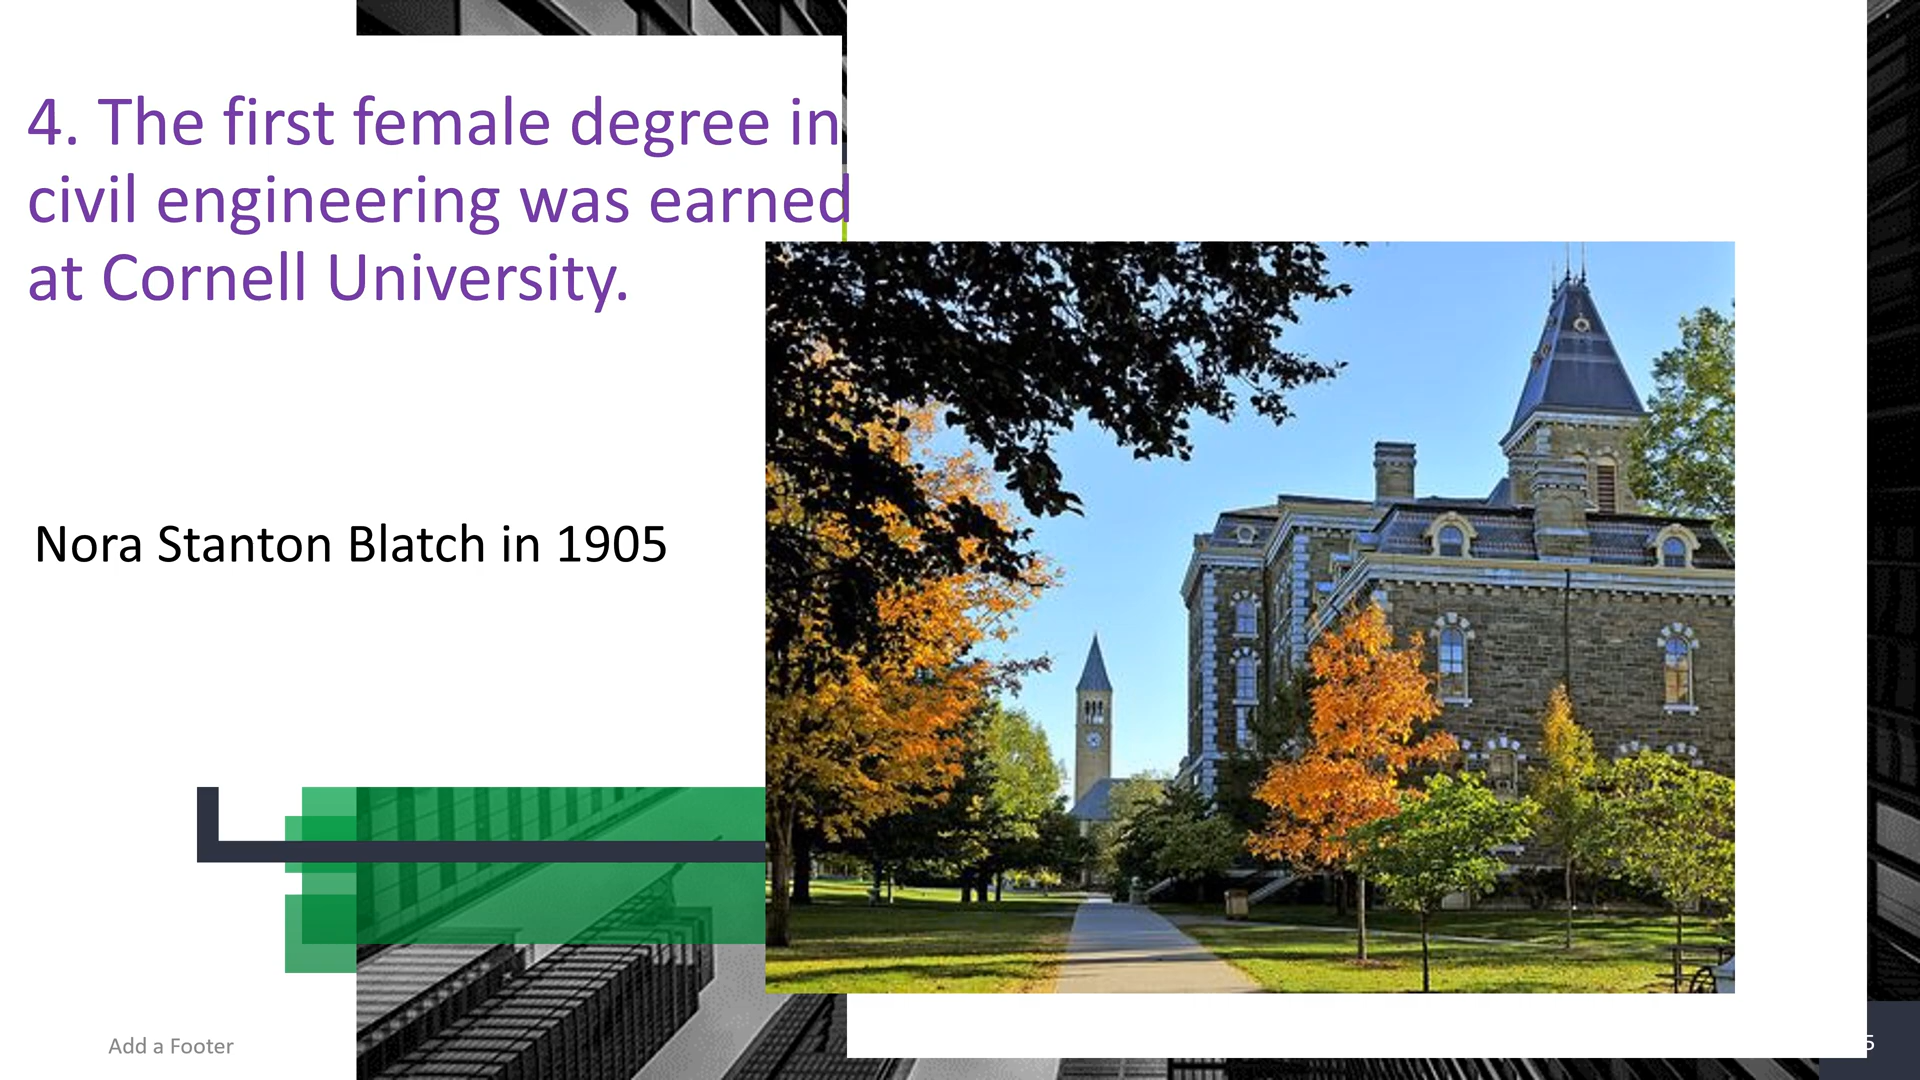 4. The first female degree in
civil engineering was earned
at Cornell University.
Nora Stanton Blatch in 1905
Add a Footer
5